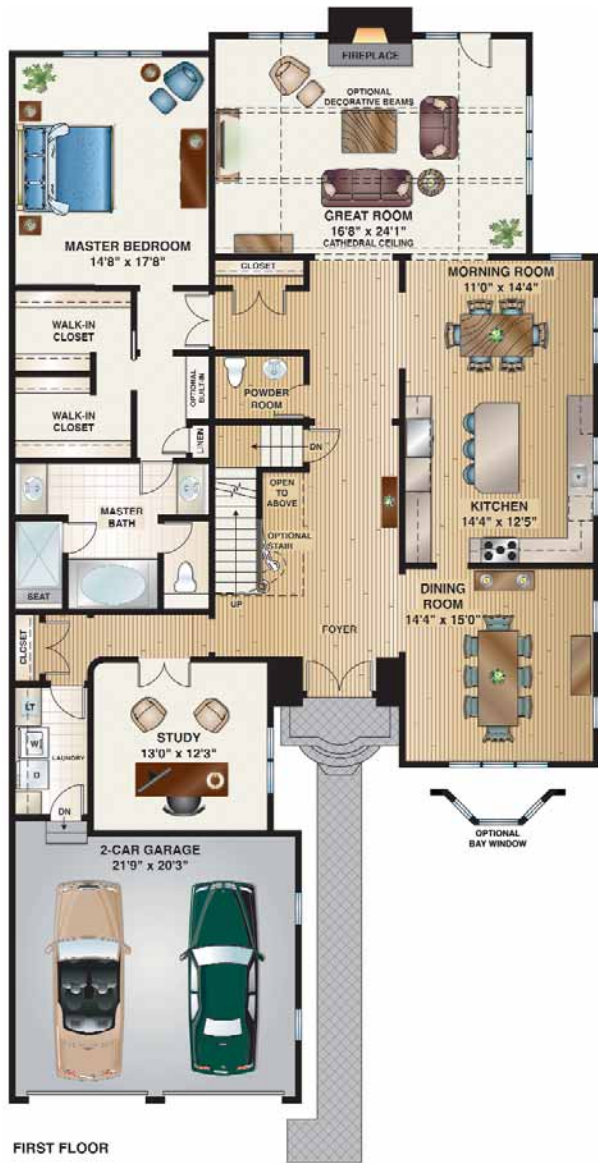 FIREPLACE
OPTIONAL
DECORATIVE BEAMS
GREAT ROOM
16'8" x 24'1"
CATHEDRAL CEILING
MASTER BEDROOM
14'8" x 17'8"
CLOSET
MORNING ROOM
11'0" x 14'4"
WALK-IN
CLOSET
WALK-IN
CLOSET
OPTIONAL
BUILT-IN
POWDER
ROOM
LINEN
DN
OPEN
TO
ABOVE
MASTER
BATH
OPTIONAL
STAIR
KITCHEN
14'4" x 12'5"
SEAT
UP
DINING
ROOM
14'4" x 15'0"
FOYER
CLOSET
LT
W
D
LAUNDRY
STUDY
13'0" x 12'3"
DN
2-CAR GARAGE
21'9" x 20'3"
OPTIONAL
BAY WINDOW
FIRST FLOOR